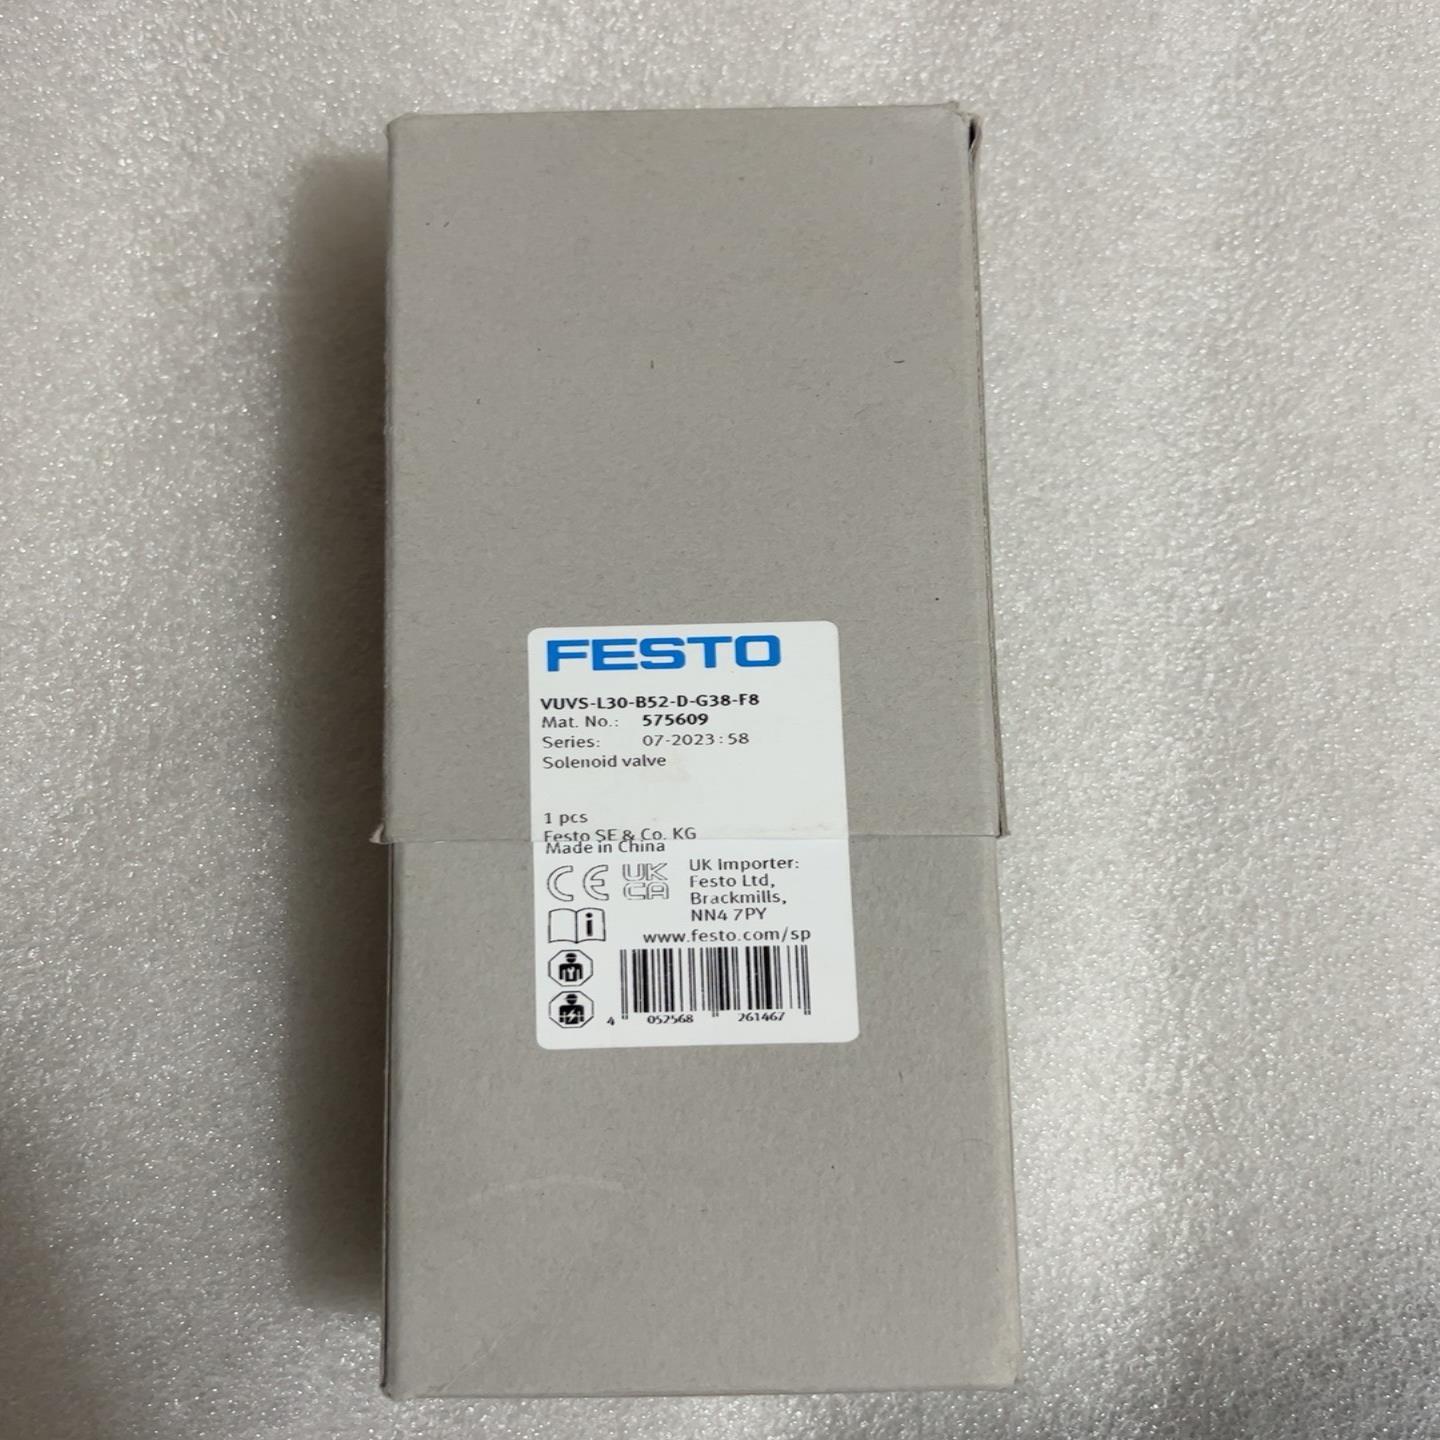 FESTO
VUVS-L30-B52-D-G38-F8
Mat. No.: 575609
Series: 07-2023:58
Solenoid valve
1 pcs
Festo SE & Co. KG
Made in China
CE UK CA
UK Importer:
Festo Ltd,
Brackmills,
NN4 7PY
i
www.festo.com/sp
4 052568 261467